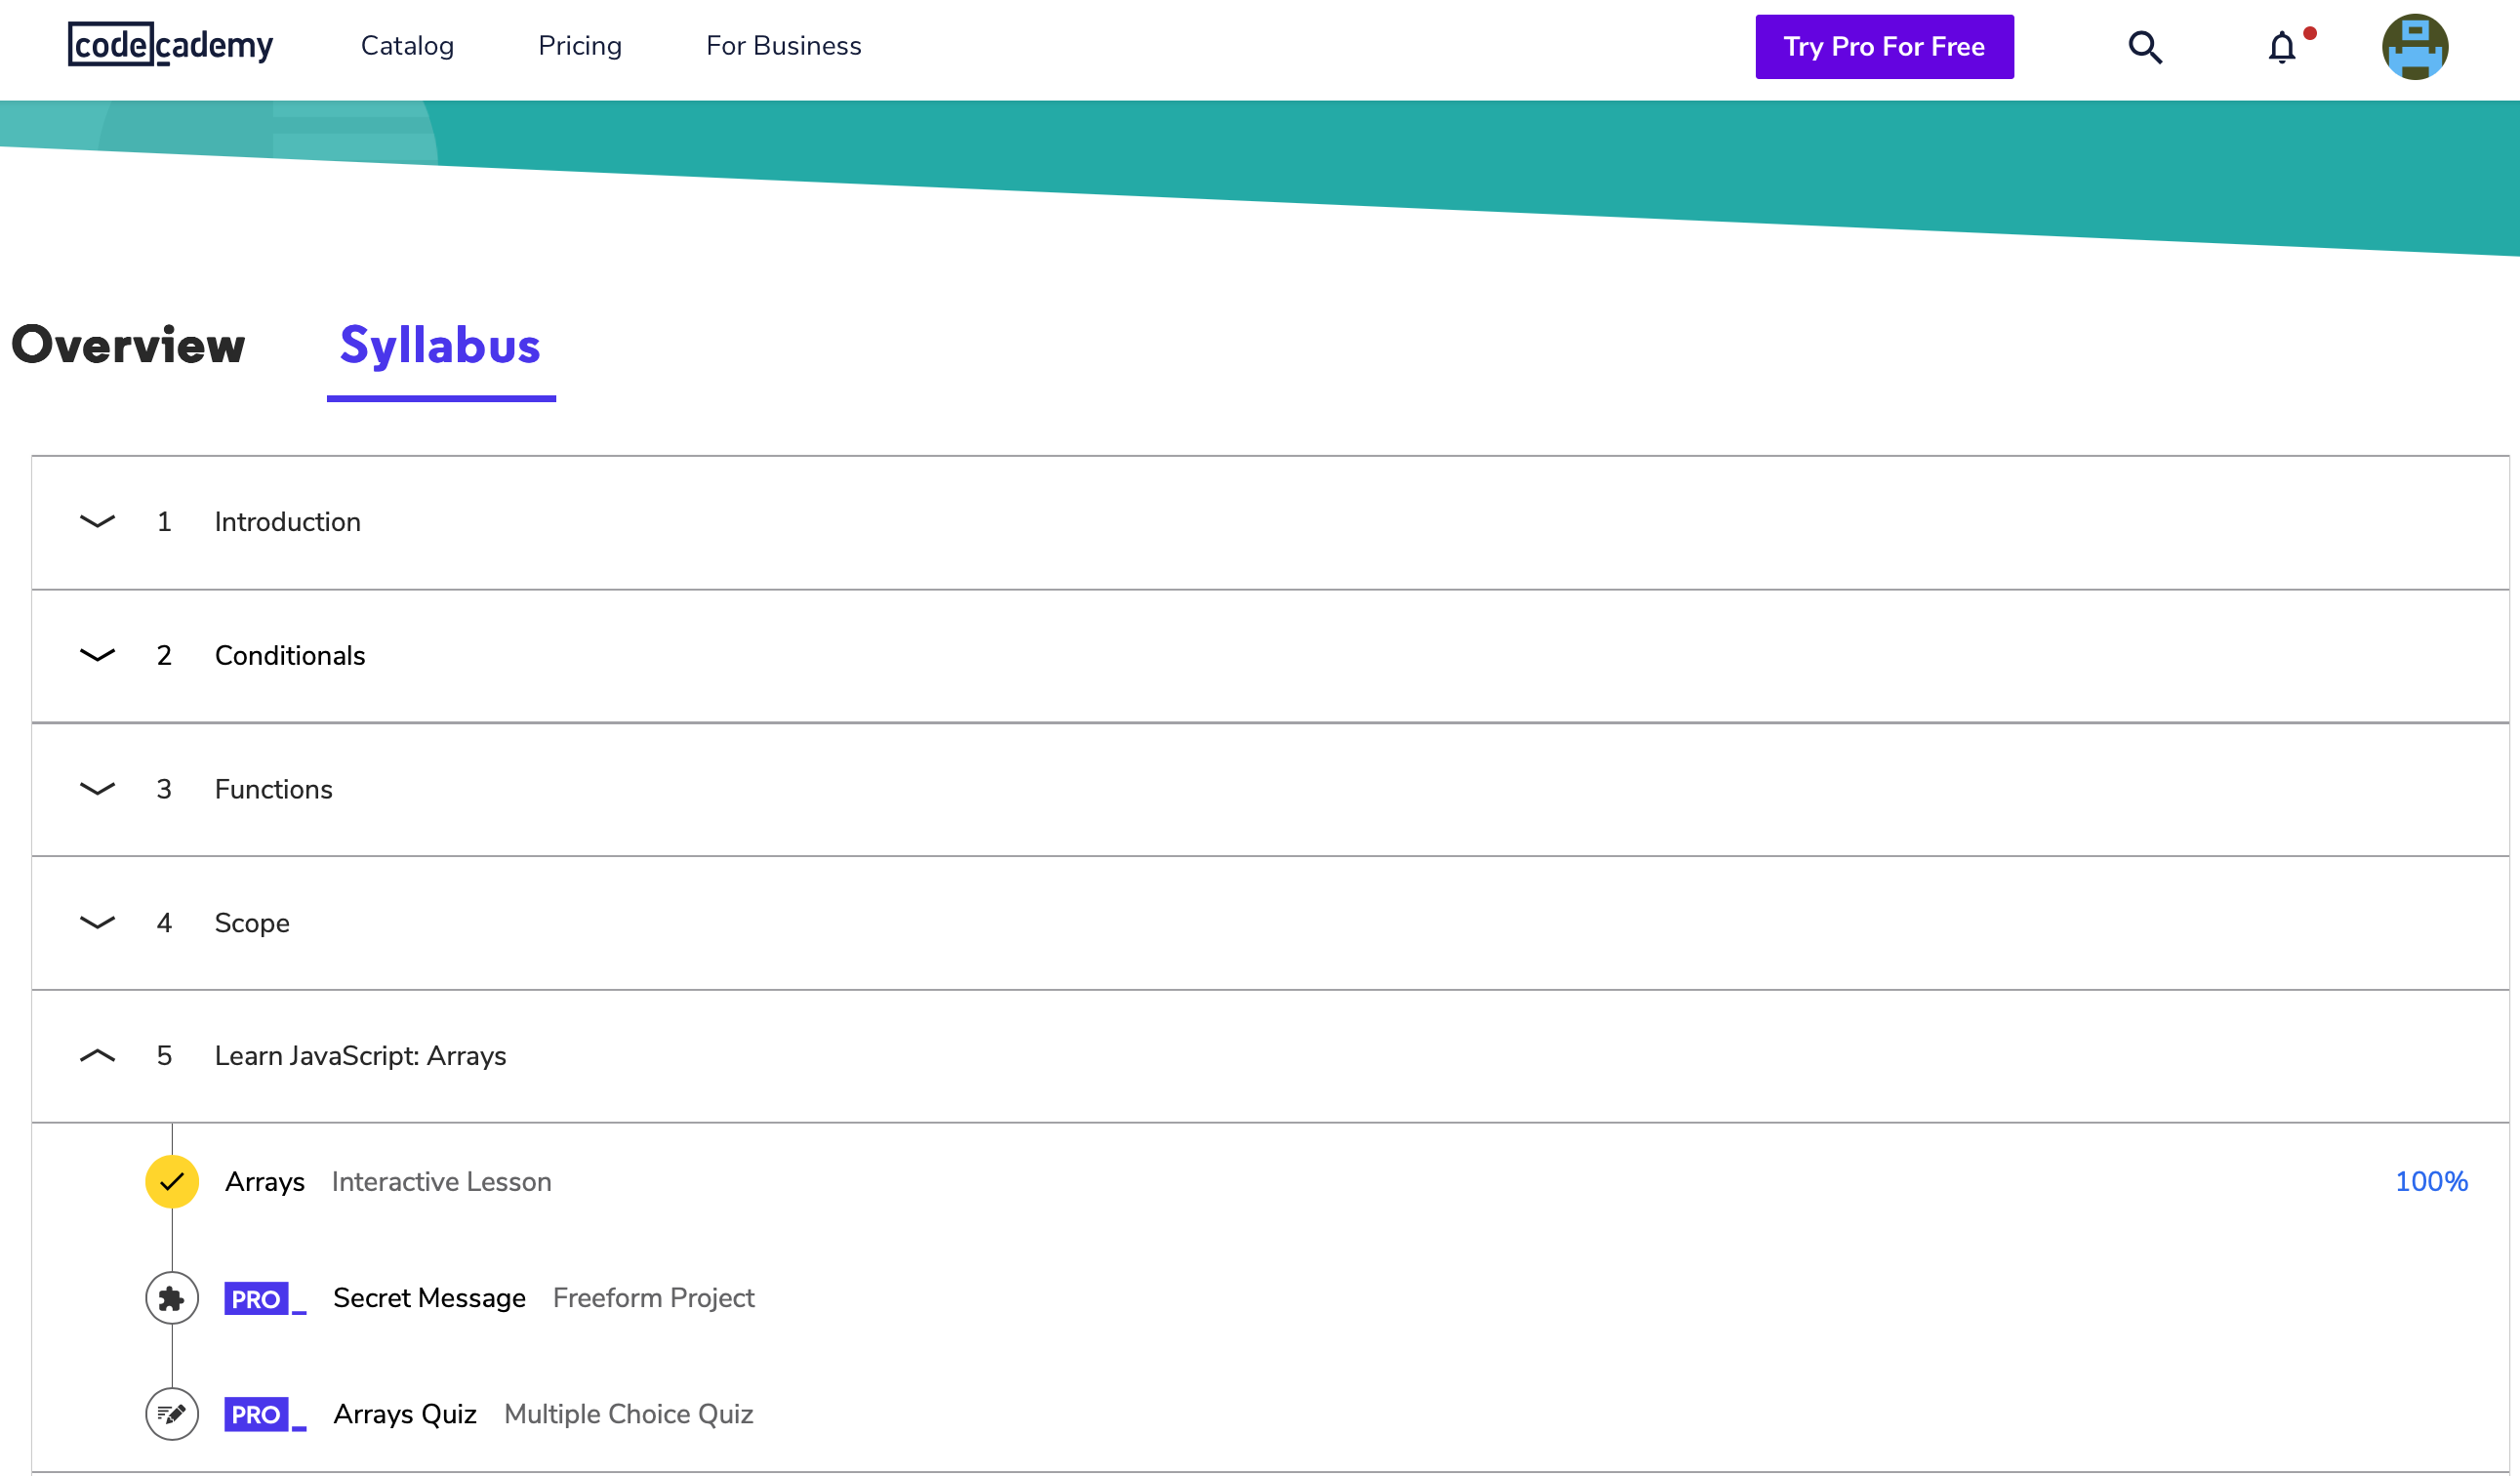 codecademy Catalog Pricing For Business Try Pro For Free
Overview Syllabus
1 Introduction
2 Conditionals
3 Functions
4 Scope
5 Learn JavaScript: Arrays
Arrays Interactive Lesson 100%
PRO Secret Message Freeform Project
PRO Arrays Quiz Multiple Choice Quiz